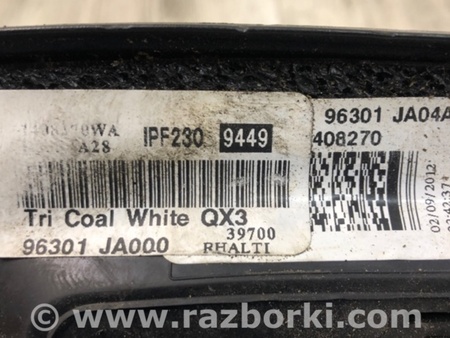 A28
IPF230 9449
Tri Coal White QX3
39700
96301 JA000
RHALTI
96301 JA04A
408270
02/09/2012
www.razborki.com